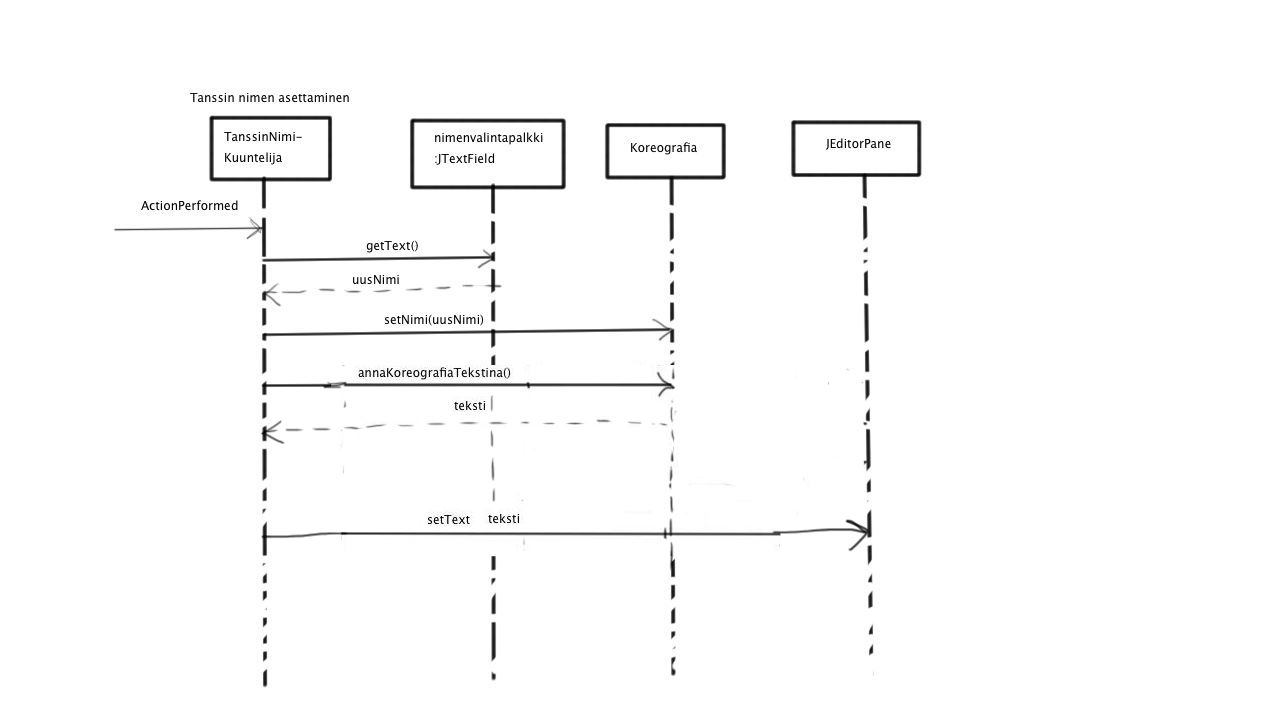 Tanssin nimen asettaminen
TanssinNimi-
Kuuntelija
nimenvalintapalkki
:JTextField
Koreografia
JEditorPane
ActionPerformed
getText()
uusNimi
setNimi(uusNimi)
annaKoreografiaTekstina()
teksti
setText teksti